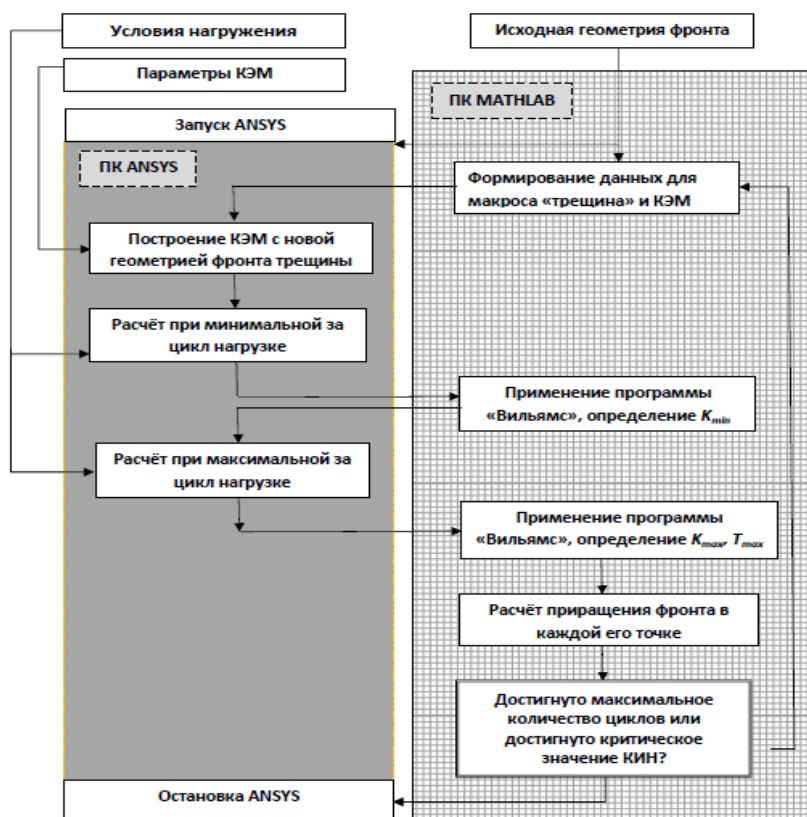 Условия нагружения
Исходная геометрия фронта
Параметры КЭМ
ПК MATHLAB
Запуск ANSYS
ПК ANSYS
Формирование данных для
макроса «трещина» и КЭМ
Построение КЭМ с новой
геометрией фронта трещины
Расчёт при минимальной за
цикл нагрузке
Применение программы
«Вильямс», определение Kmin
Расчёт при максимальной за
цикл нагрузке
Применение программы
«Вильямс», определение Kmax, Tmax
Расчёт приращения фронта в
каждой его точке
Достигнуто максимальное
количество циклов или
достигнуто критическое
значение КИН?
Остановка ANSYS